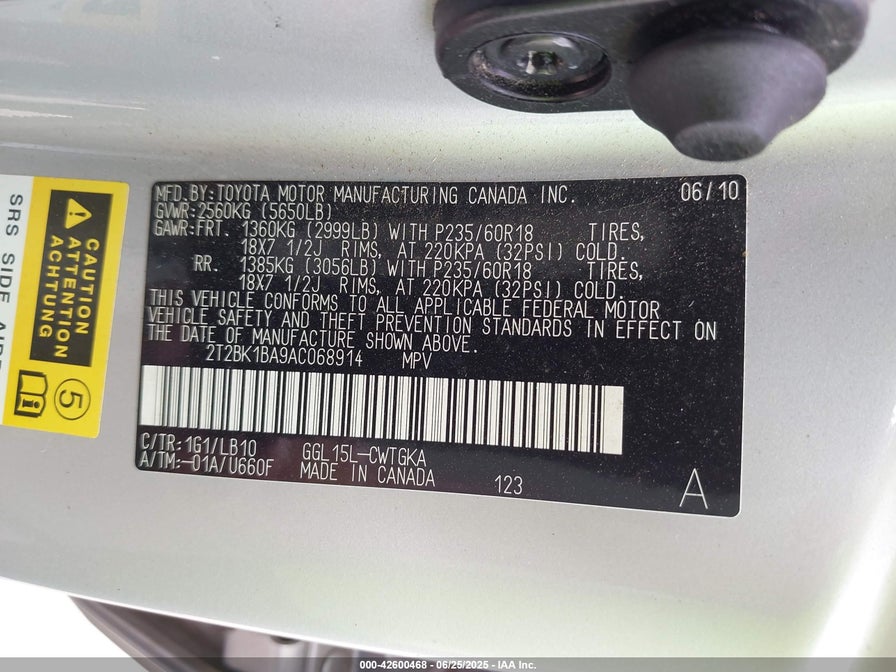 MFD. BY: TOYOTA MOTOR MANUFACTURING CANADA INC. 06/10
GVWR: 2560KG (5650LB)
GAWR: FRT. 1360KG (2999LB) WITH P235/60R18 TIRES,
18X7 1/2J RIMS, AT 220KPA (32PSI) COLD.
RR. 1385KG (3056LB) WITH P235/60R18 TIRES,
18X7 1/2J RIMS, AT 220KPA (32PSI) COLD.
THIS VEHICLE CONFORMS TO ALL APPLICABLE FEDERAL MOTOR
VEHICLE SAFETY AND THEFT PREVENTION STANDARDS IN EFFECT ON
THE DATE OF MANUFACTURE SHOWN ABOVE.
2T2BK1BA9AC068914 MPV
C/TR: 1G1/LB10 GGL15L-CWTGKA
A/TM: -01A/U660F MADE IN CANADA 123 A
CAUTION
ATTENTION
ACHTUNG
5
SRS SIDE
000-42600468 - 06/25/2025 - IAA Inc.